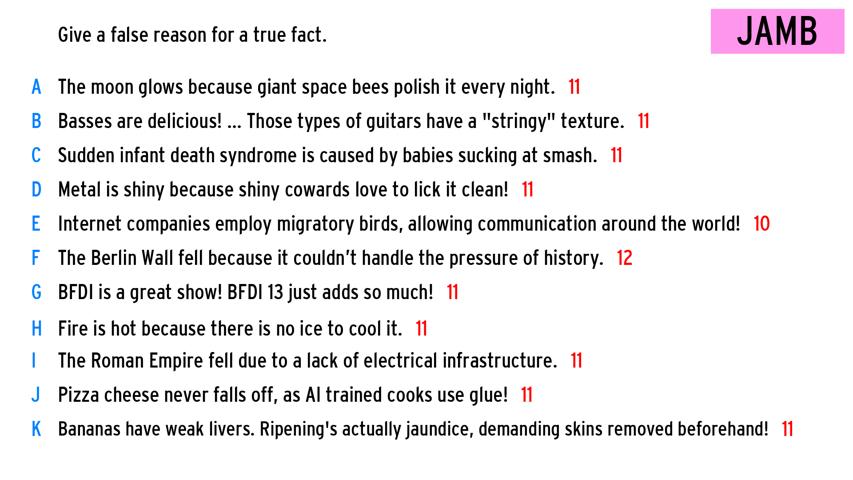 Give a false reason for a true fact.
JAMB
A The moon glows because giant space bees polish it every night. 11
B Basses are delicious! ... Those types of guitars have a "stringy" texture. 11
C Sudden infant death syndrome is caused by babies sucking at smash. 11
D Metal is shiny because shiny cowards love to lick it clean! 11
E Internet companies employ migratory birds, allowing communication around the world! 10
F The Berlin Wall fell because it couldn't handle the pressure of history. 12
G BFDI is a great show! BFDI 13 just adds so much! 11
H Fire is hot because there is no ice to cool it. 11
I The Roman Empire fell due to a lack of electrical infrastructure. 11
J Pizza cheese never falls off, as AI trained cooks use glue! 11
K Bananas have weak livers. Ripening's actually jaundice, demanding skins removed beforehand! 11